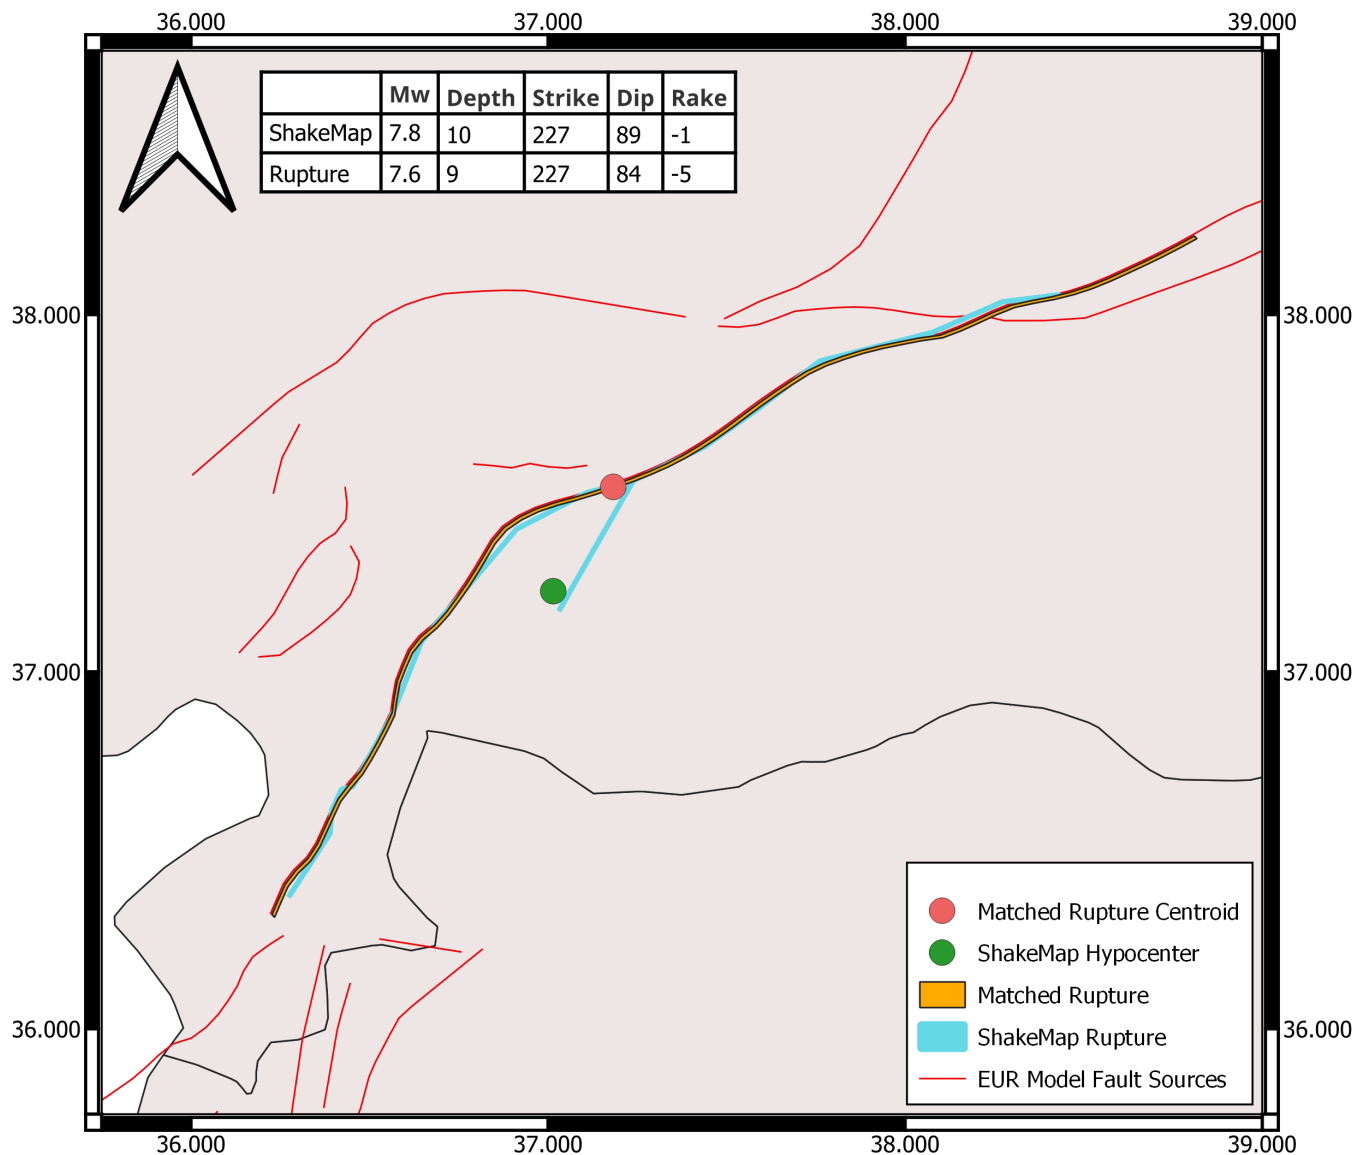 36.000 37.000 38.000 39.000
Mw Depth Strike Dip Rake
ShakeMap 7.8 10 227 89 -1
Rupture 7.6 9 227 84 -5
38.000 38.000
37.000 37.000
Matched Rupture Centroid
ShakeMap Hypocenter
Matched Rupture
36.000 36.000
ShakeMap Rupture
EUR Model Fault Sources
36.000 37.000 38.000 39.000